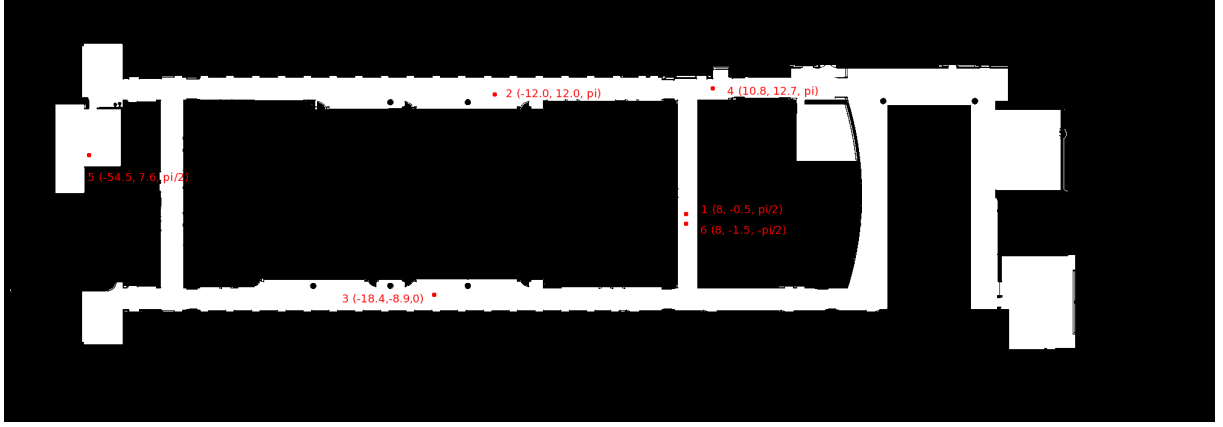 2 (-12.0, 12.0, pi)
4 (10.8, 12.7, pi)
5 (-54.5, 7.6, pi/2)
1 (8, -0.5, pi/2)
6 (8, -1.5, -pi/2)
3 (-18.4,-8.9,0)